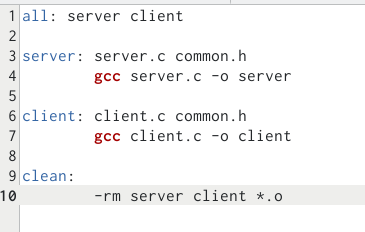 1 all: server client
2
3 server: server.c common.h
4         gcc server.c -o server
5
6 client: client.c common.h
7         gcc client.c -o client
8
9 clean:
10         -rm server client *.o